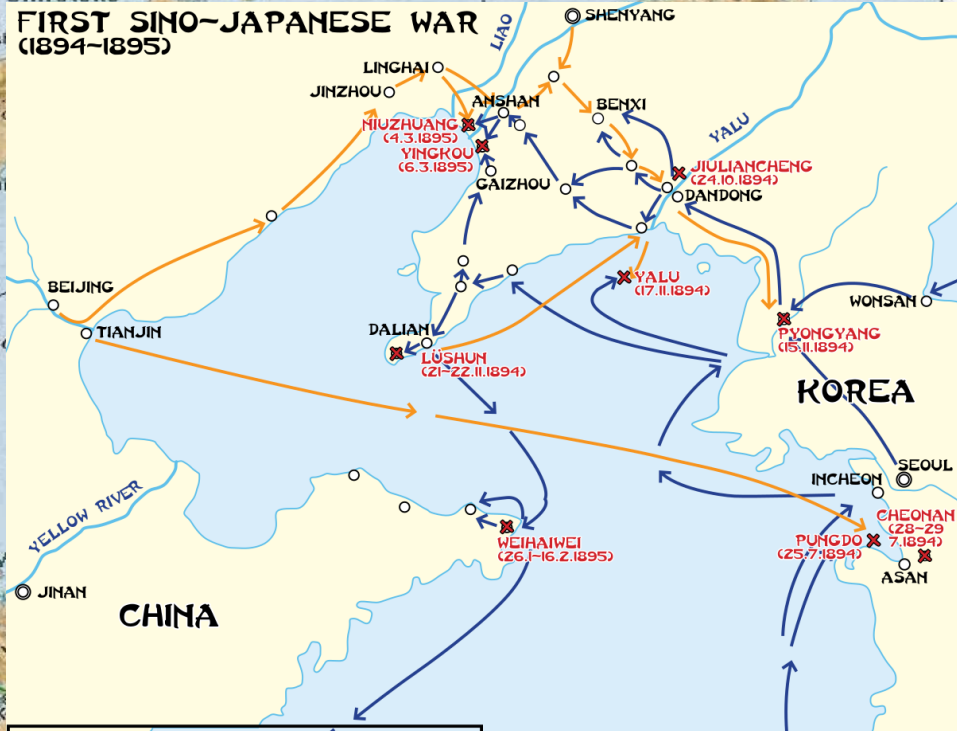 FIRST SINO-JAPANESE WAR
(1894-1895)
LIAO
SHENYANG
LINGHAI
JINZHOU
ANSHAN
BENXI
YALU
NIUZHUANG
(4.3.1895)
YINGKOU
(6.3.1895)
GAIZHOU
JIULIANCHENG
(24.10.1894)
DANDONG
YALU
(17.11.1894)
BEIJING
TIANJIN
WONSAN
DALIAN
LÜSHUN
(21-22.11.1894)
PYONGYANG
(15.11.1894)
KOREA
SEOUL
INCHEON
CHEONAN
(28-29
7.1894)
PUNGDO
(25.7.1894)
ASAN
YELLOW RIVER
WEIHAIWEI
(26.1-16.2.1895)
JINAN
CHINA